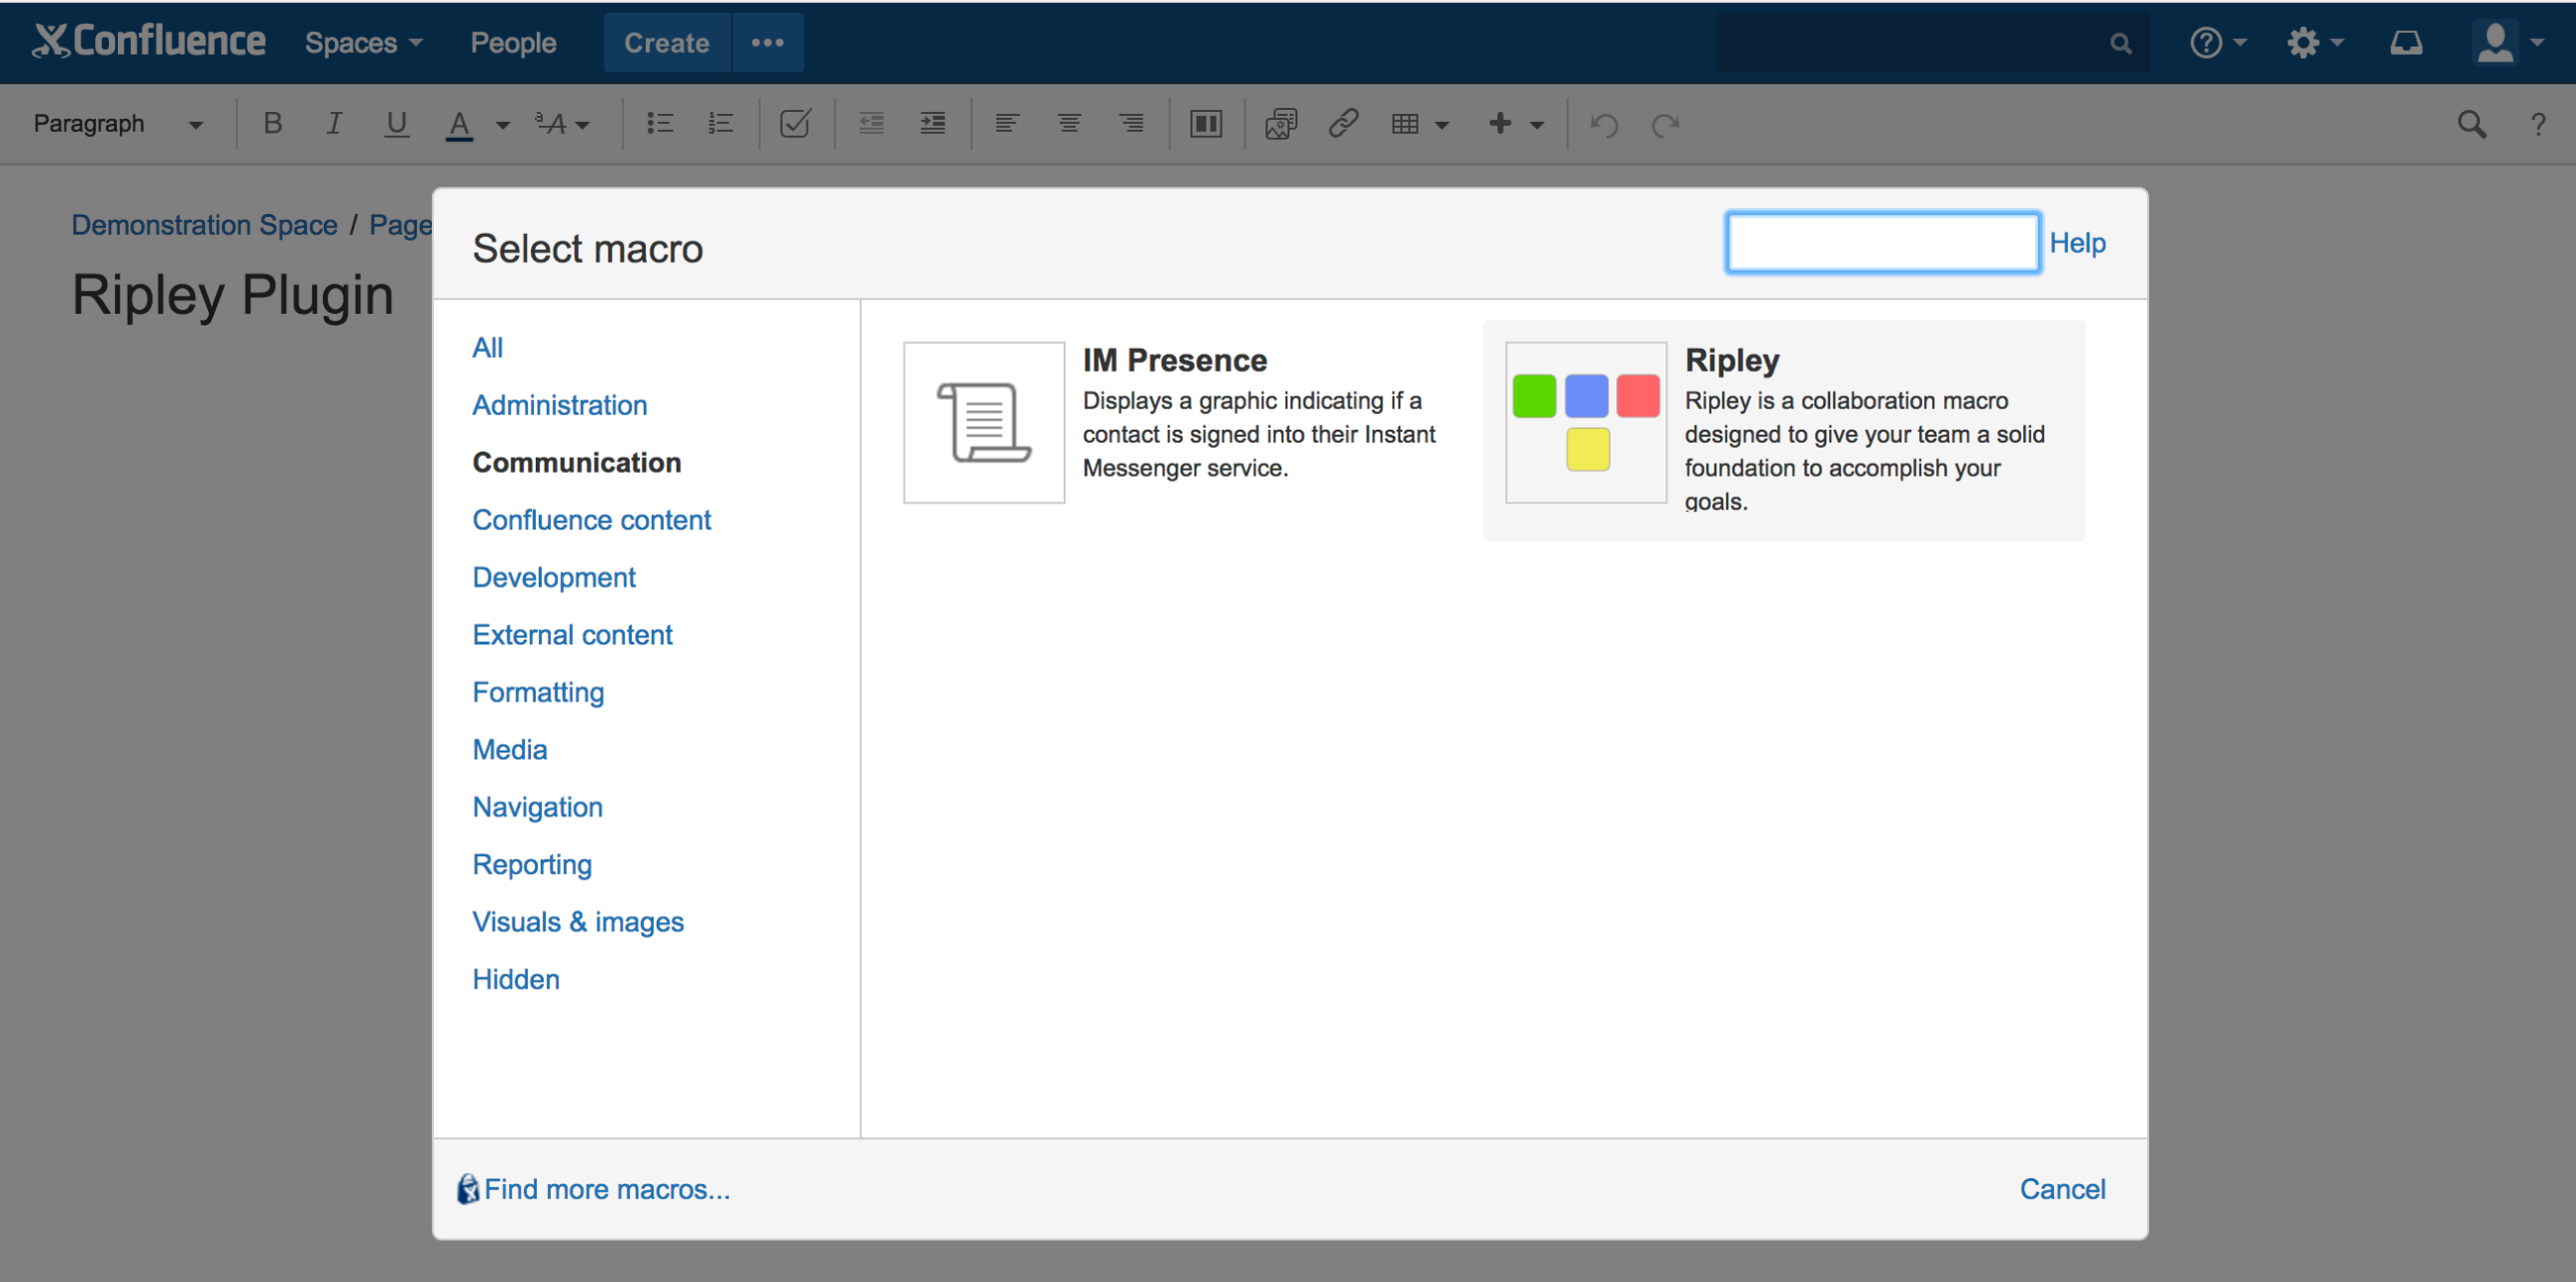 Confluence Spaces People Create
Paragraph B I U A aA ?
Demonstration Space / Page
Ripley Plugin
Select macro
Help
All
Administration
Communication
Confluence content
Development
External content
Formatting
Media
Navigation
Reporting
Visuals & images
Hidden
IM Presence
Displays a graphic indicating if a
contact is signed into their Instant
Messenger service.
Ripley
Ripley is a collaboration macro
designed to give your team a solid
foundation to accomplish your
goals.
Find more macros...
Cancel